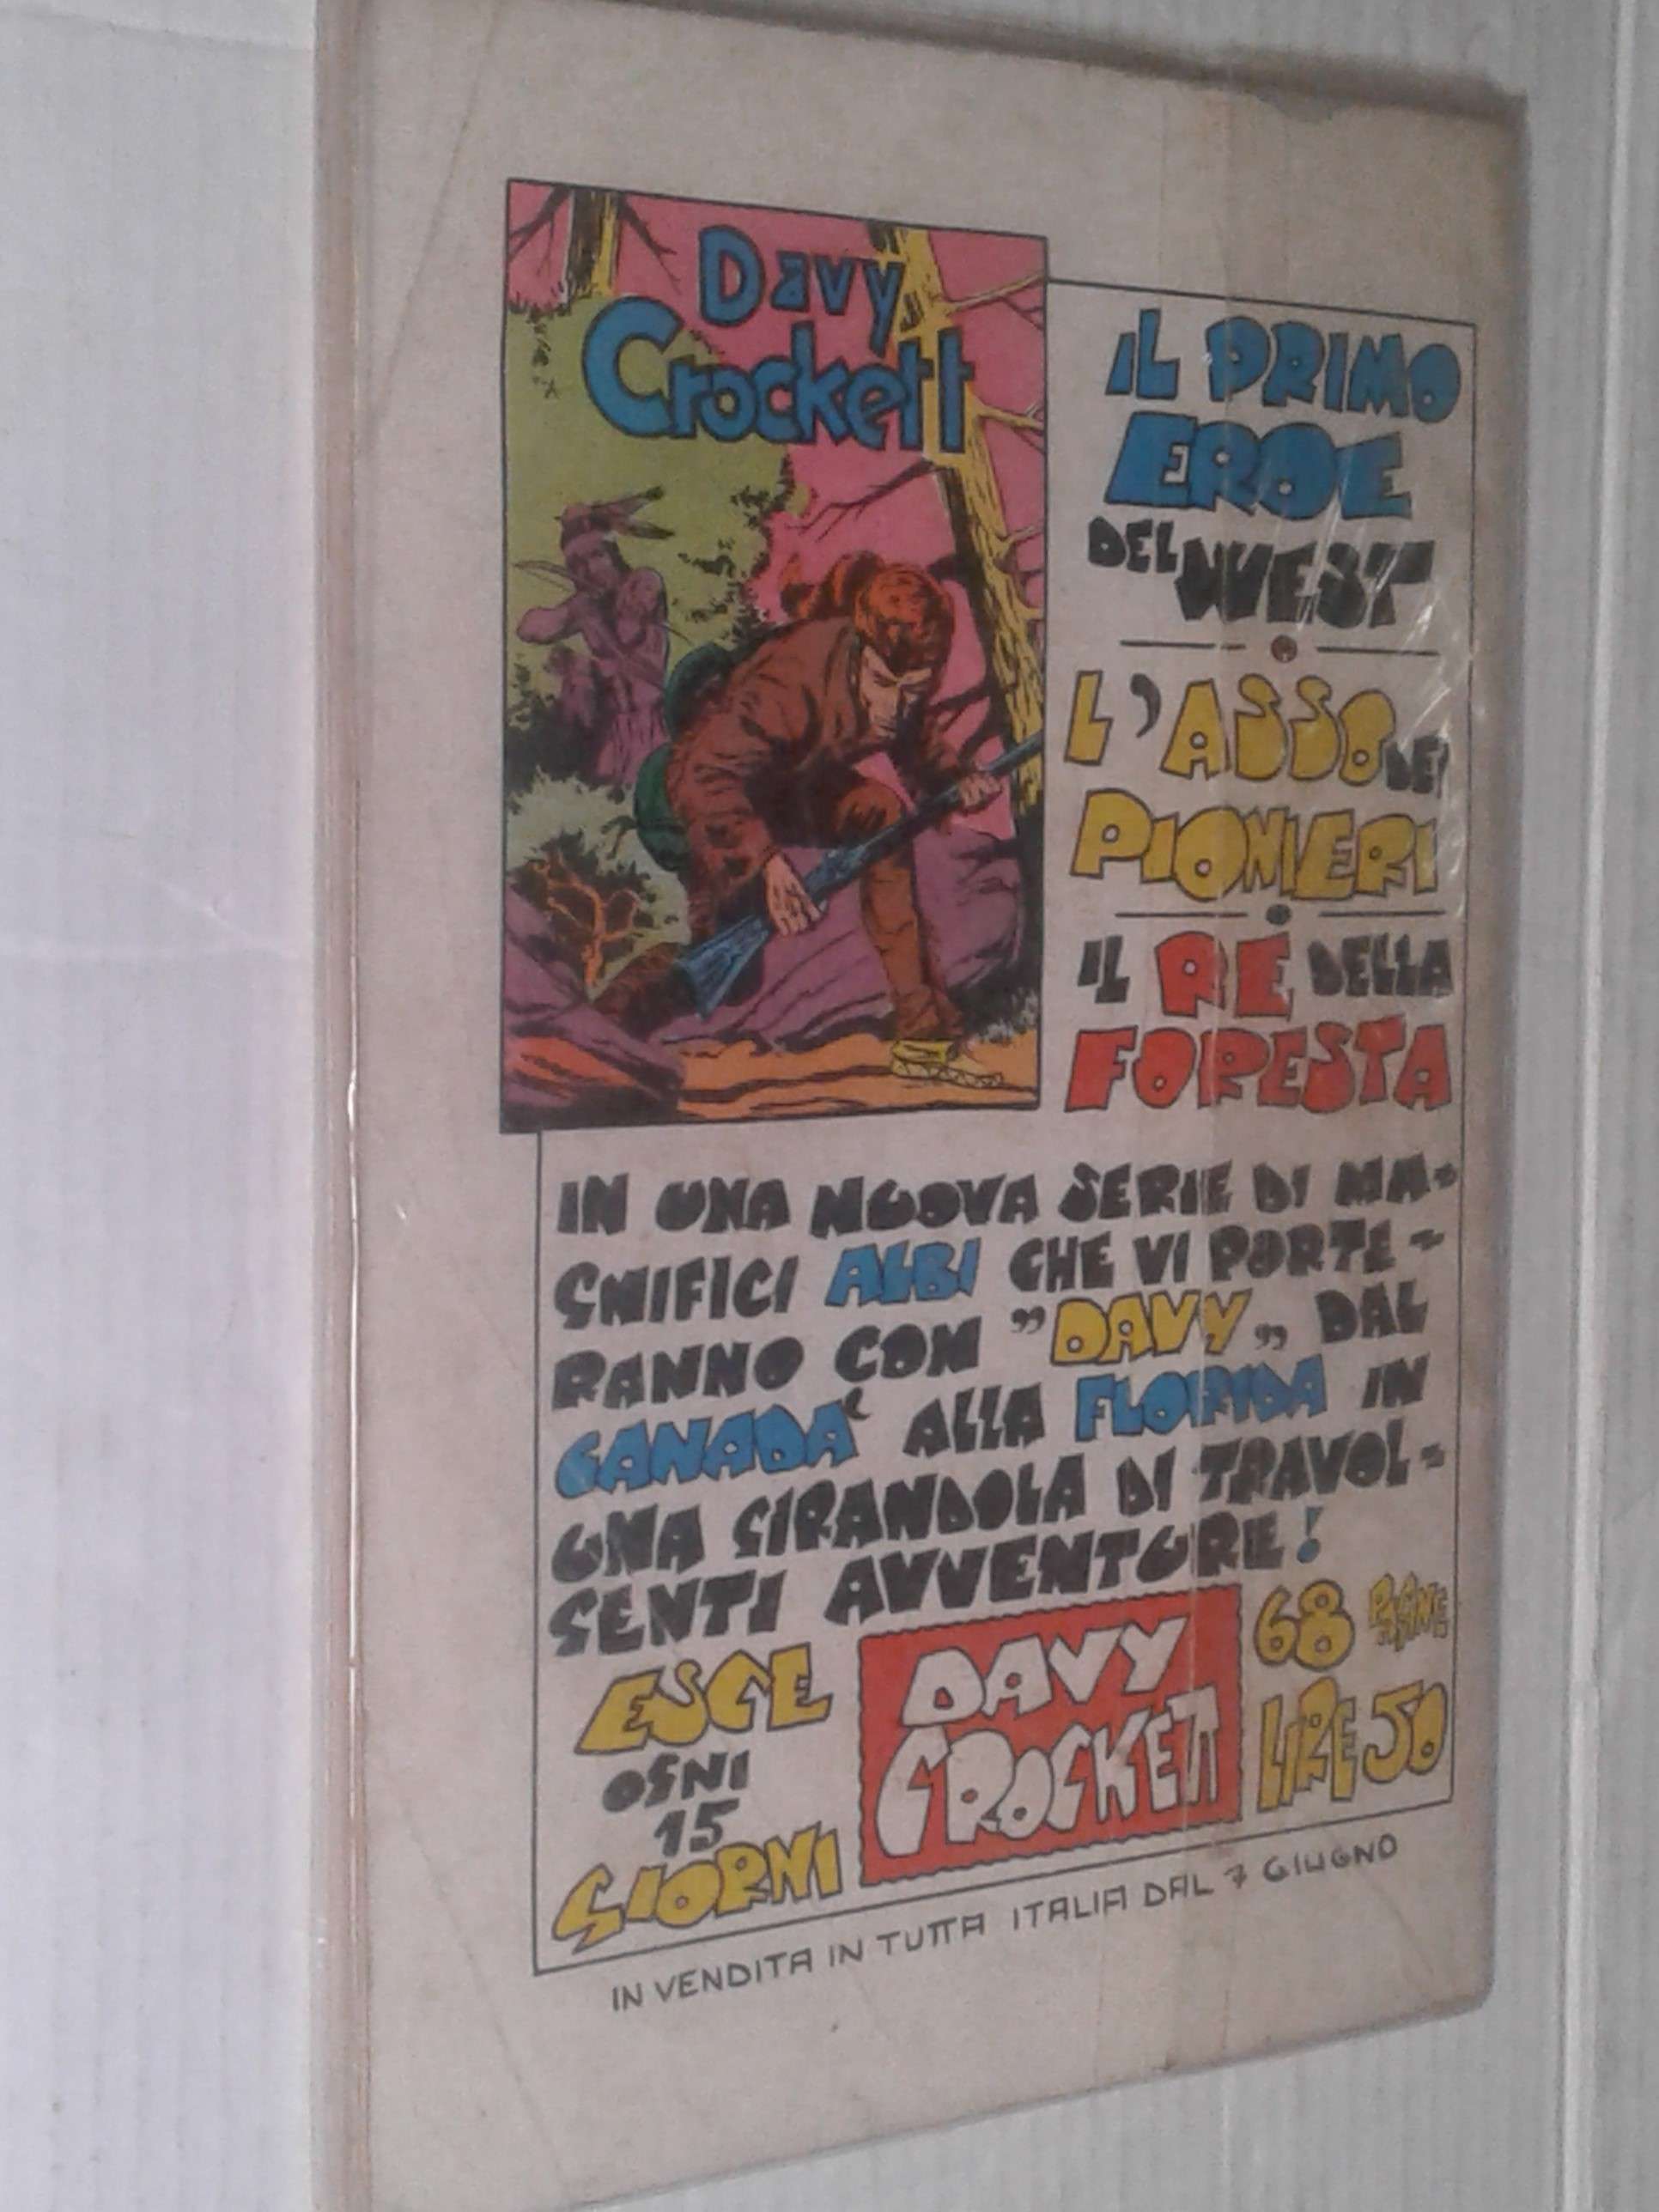 Davy
Crockett
IL PRIMO
EROE
DEL WEST
L'ASSO DEI
PIONIERI
IL RE DELLA
FORESTA
IN UNA NUOVA SERIE DI MA-
GNIFICI ALBI CHE VI PORTE-
RANNO CON "DAVY" DAL
CANADA' ALLA FLORIDA IN
UNA GIRANDOLA DI TRAVOL-
GENTI AVVENTURE!
ESCE
OGNI
15
GIORNI
DAVY
CROCKETT
68 PAGINE
LIRE 50
IN VENDITA IN TUTTA ITALIA DAL 7 GIUGNO